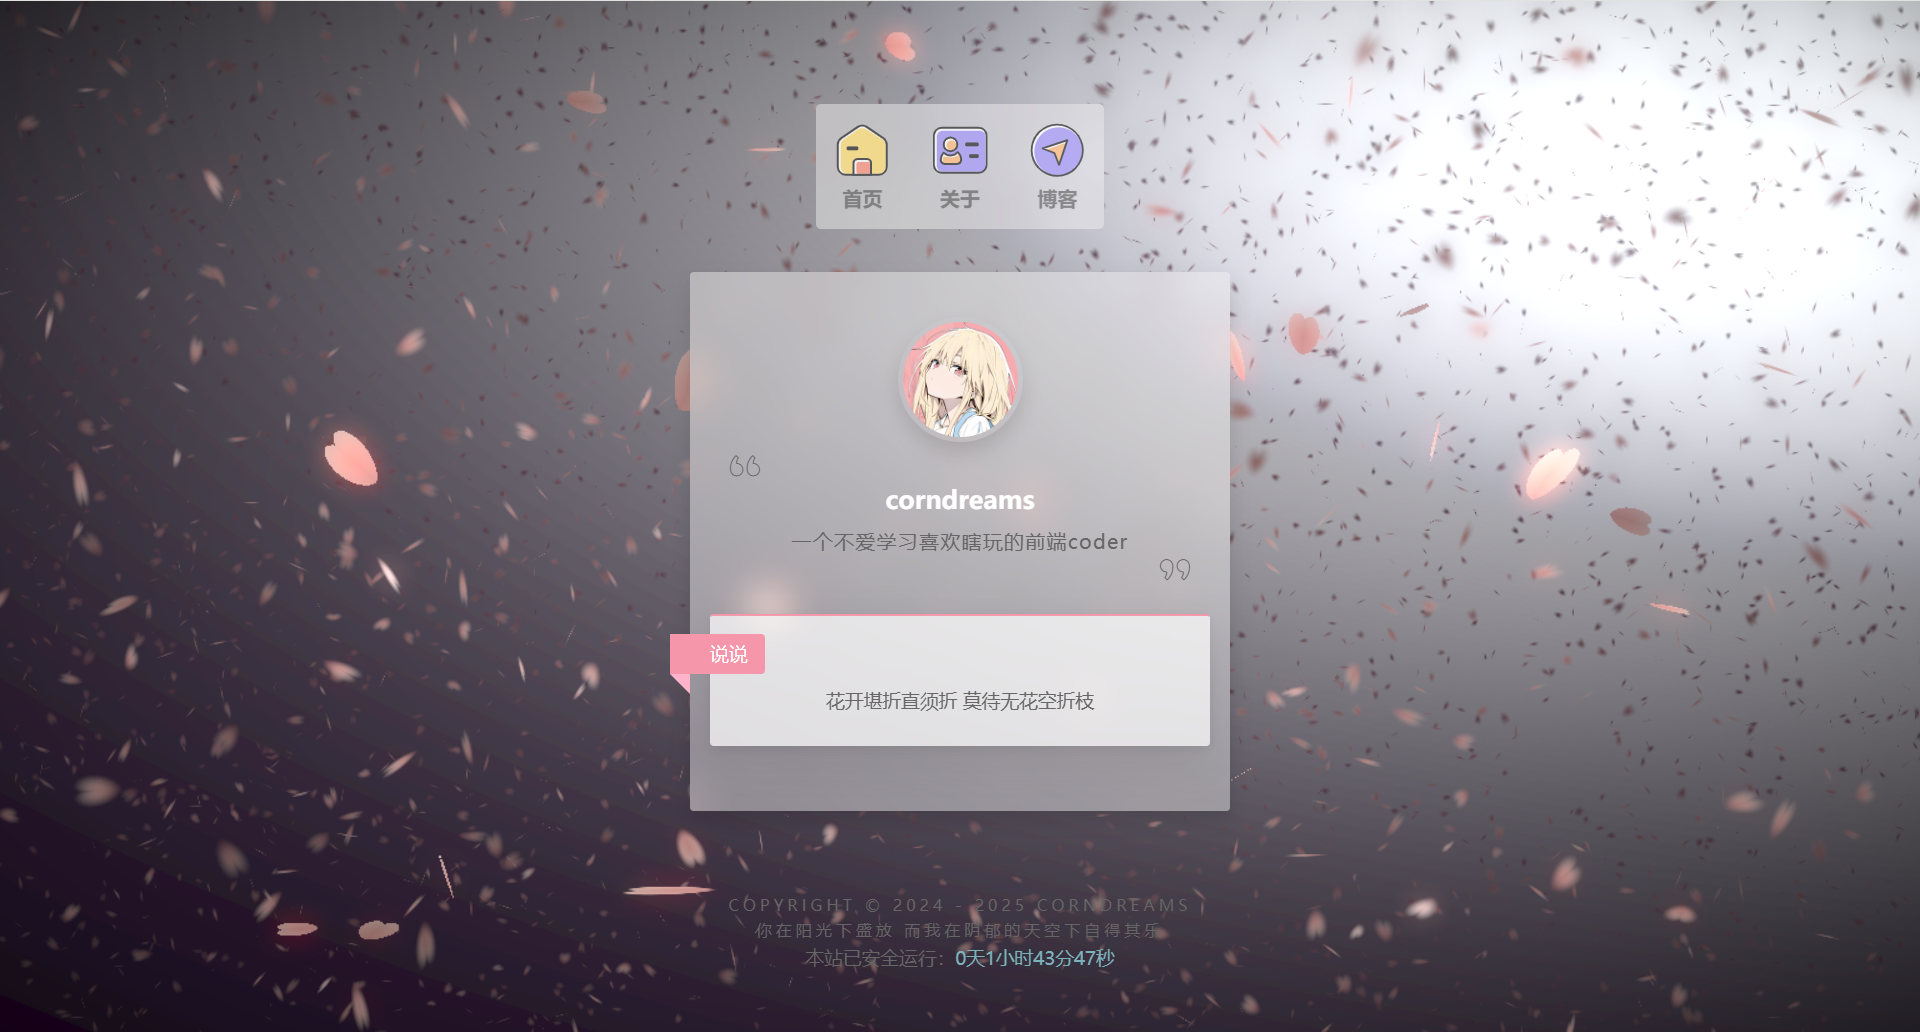 首页 关于 博客
corndreams
一个不爱学习喜欢瞎玩的前端coder
说说
花开堪折直须折 莫待无花空折枝
COPYRIGHT © 2024 - 2025 CORNDREAMS
你在阳光下盛放 而我在阴郁的天空下自得其乐
本站已安全运行：0天1小时43分47秒